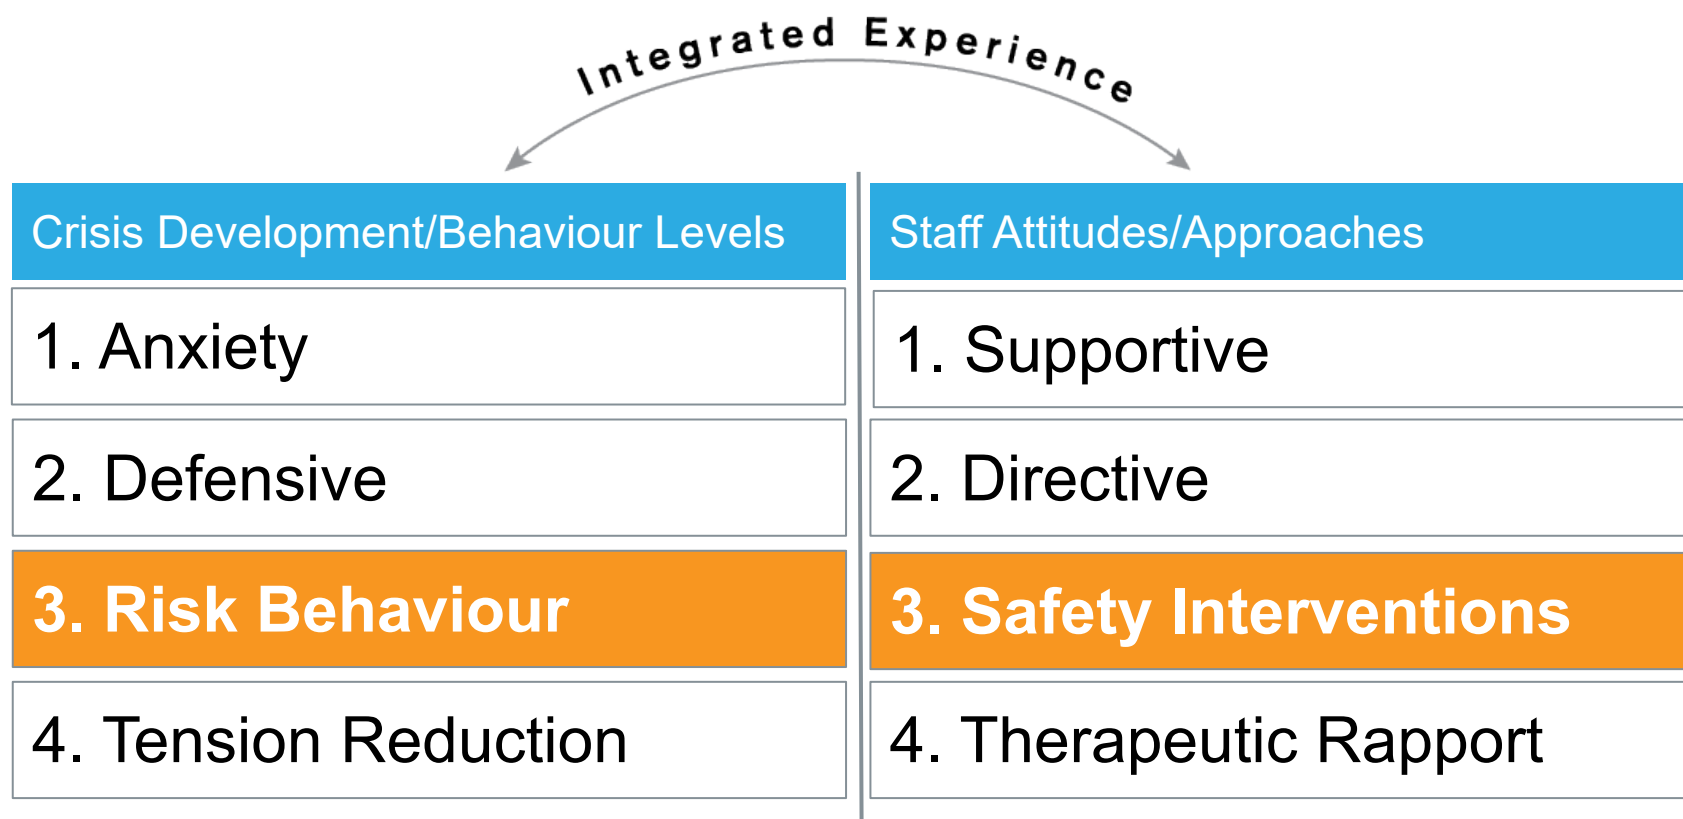 Integrated Experience
Crisis Development/Behaviour Levels
Staff Attitudes/Approaches
1. Anxiety
1. Supportive
2. Defensive
2. Directive
3. Risk Behaviour
3. Safety Interventions
4. Tension Reduction
4. Therapeutic Rapport